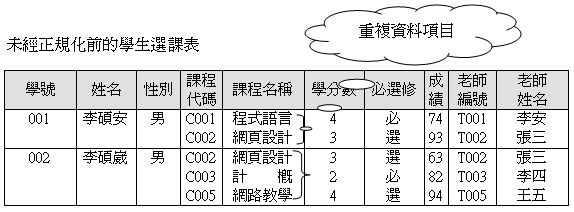 重複資料項目
未經正規化前的學生選課表
學號 姓名 性別 課程代碼 課程名稱 學分數 必選修 成績 老師編號 老師姓名
001 李碩安 男 C001 程式語言 4 必 74 T001 李安
C002 網頁設計 3 選 93 T002 張三
002 李碩崴 男 C002 網頁設計 3 選 63 T002 張三
C003 計 概 2 必 82 T003 李四
C005 網路教學 4 選 94 T005 王五